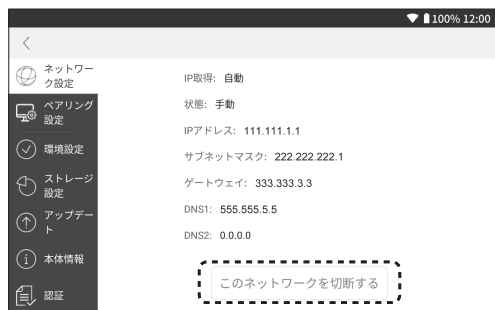 100% 12:00
ネットワー
ク設定
ペアリング
設定
環境設定
ストレージ
設定
アップデー
ト
本体情報
認証
IP取得: 自動
状態: 手動
IPアドレス: 111.111.1.1
サブネットマスク: 222.222.222.1
ゲートウェイ: 333.333.3.3
DNS1: 555.555.5.5
DNS2: 0.0.0.0
このネットワークを切断する